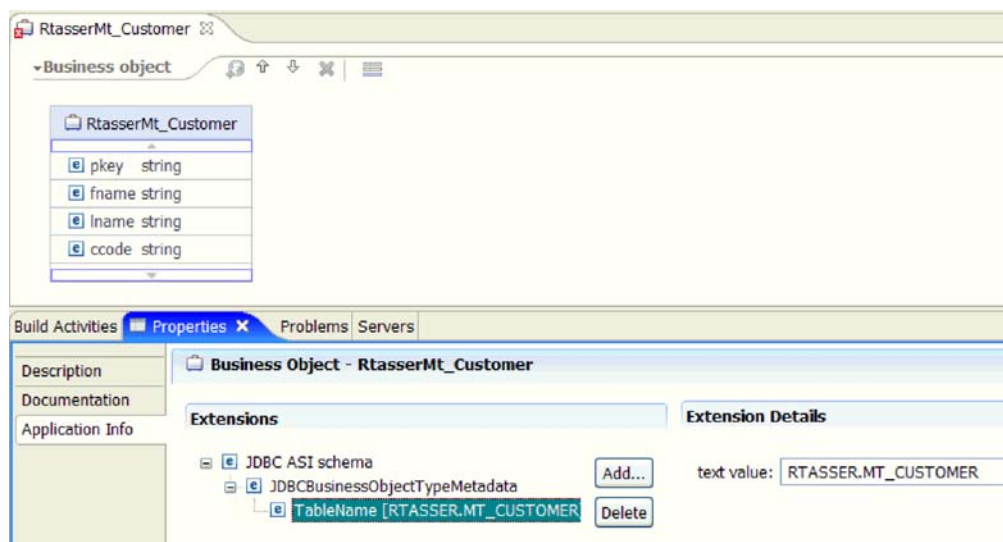 RtasserMt_Customer
Business object
RtasserMt_Customer
pkey string
fname string
lname string
ccode string
Build Activities Properties Problems Servers
Description
Documentation
Application Info
Business Object - RtasserMt_Customer
Extensions
Extension Details
JDBC ASI schema
JDBCBusinessObjectTypeMetadata
TableName [RTASSER.MT_CUSTOMER
Add...
Delete
text value: RTASSER.MT_CUSTOMER